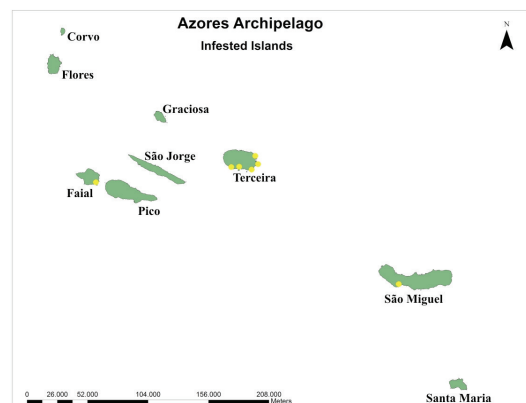 Azores Archipelago
Infested Islands
N
Corvo
Flores
Graciosa
São Jorge
Terceira
Faial
Pico
São Miguel
Santa Maria
0 26.000 52.000 104.000 156.000 208.000
Meters